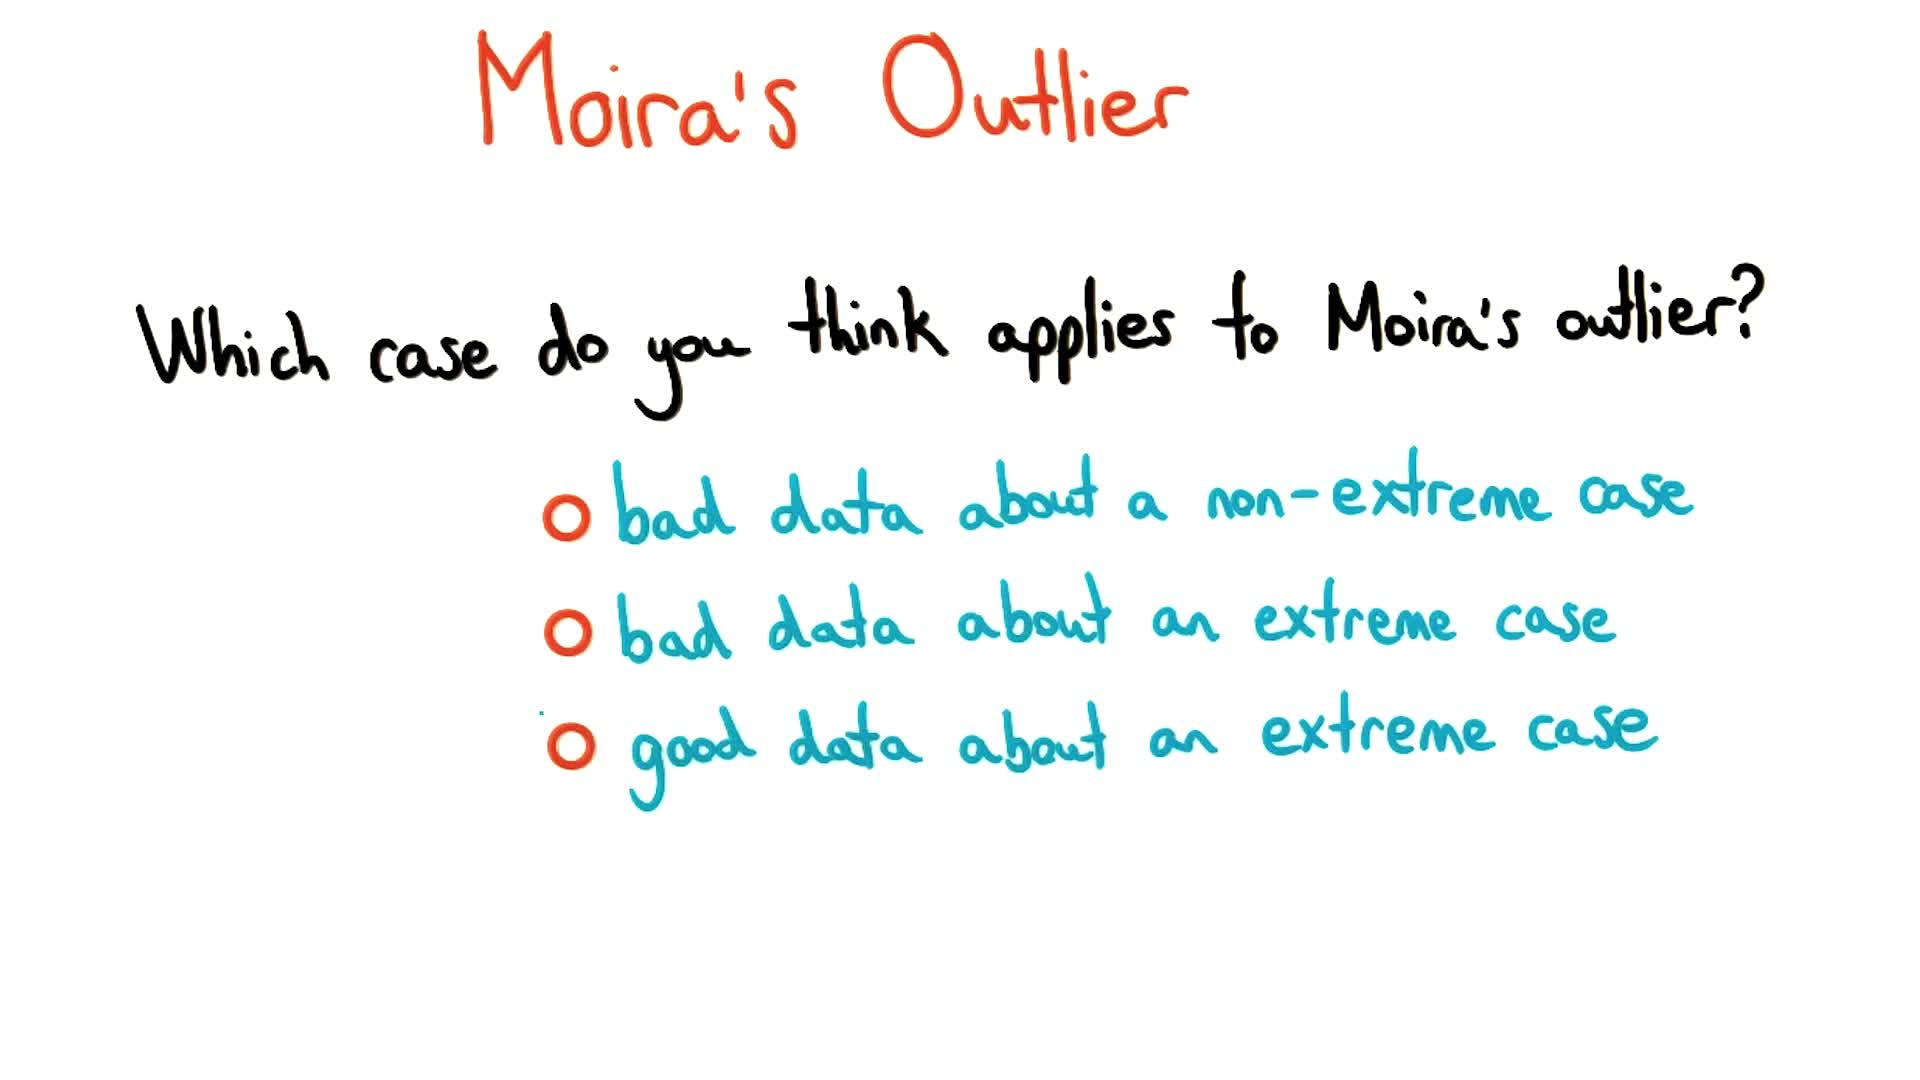 Moira's Outlier
Which case do you think applies to Moira's outlier?
bad data about a non-extreme case
bad data about an extreme case
good data about an extreme case